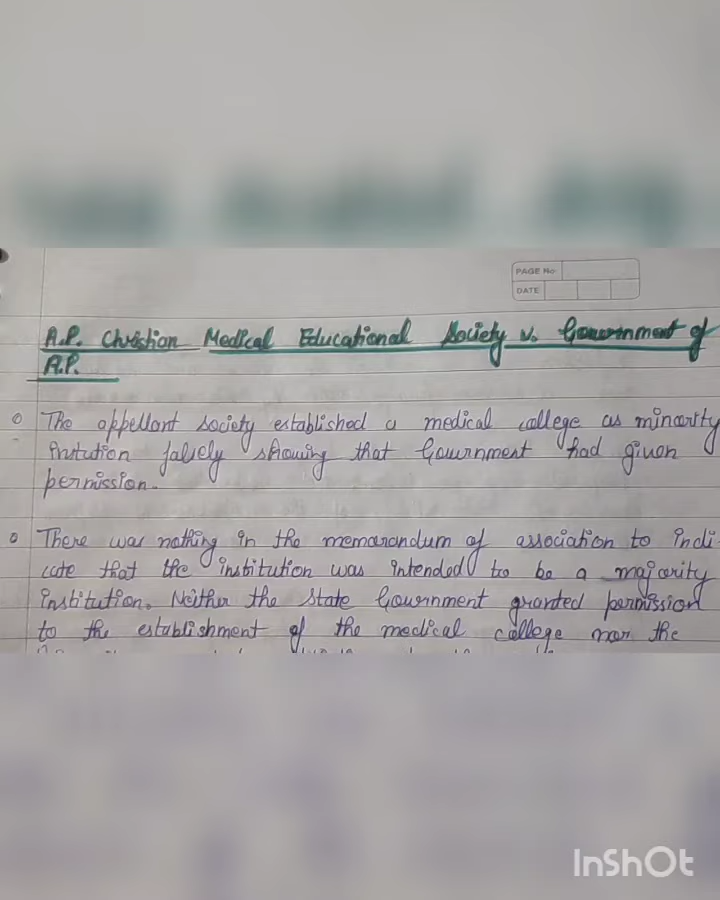 PAGE No
DATE
A.P. Christian Medical Educational Society v. Government of
A.P.
The appellant society established a medical college as minority
Instution falsely showing that Government had given
permission.
There was nothing in the memorandum of association to indi
cate that the institution was intended to be a majority
institution. Neither the State Government granted permission
to the establishment of the medical college nor the
InShOt